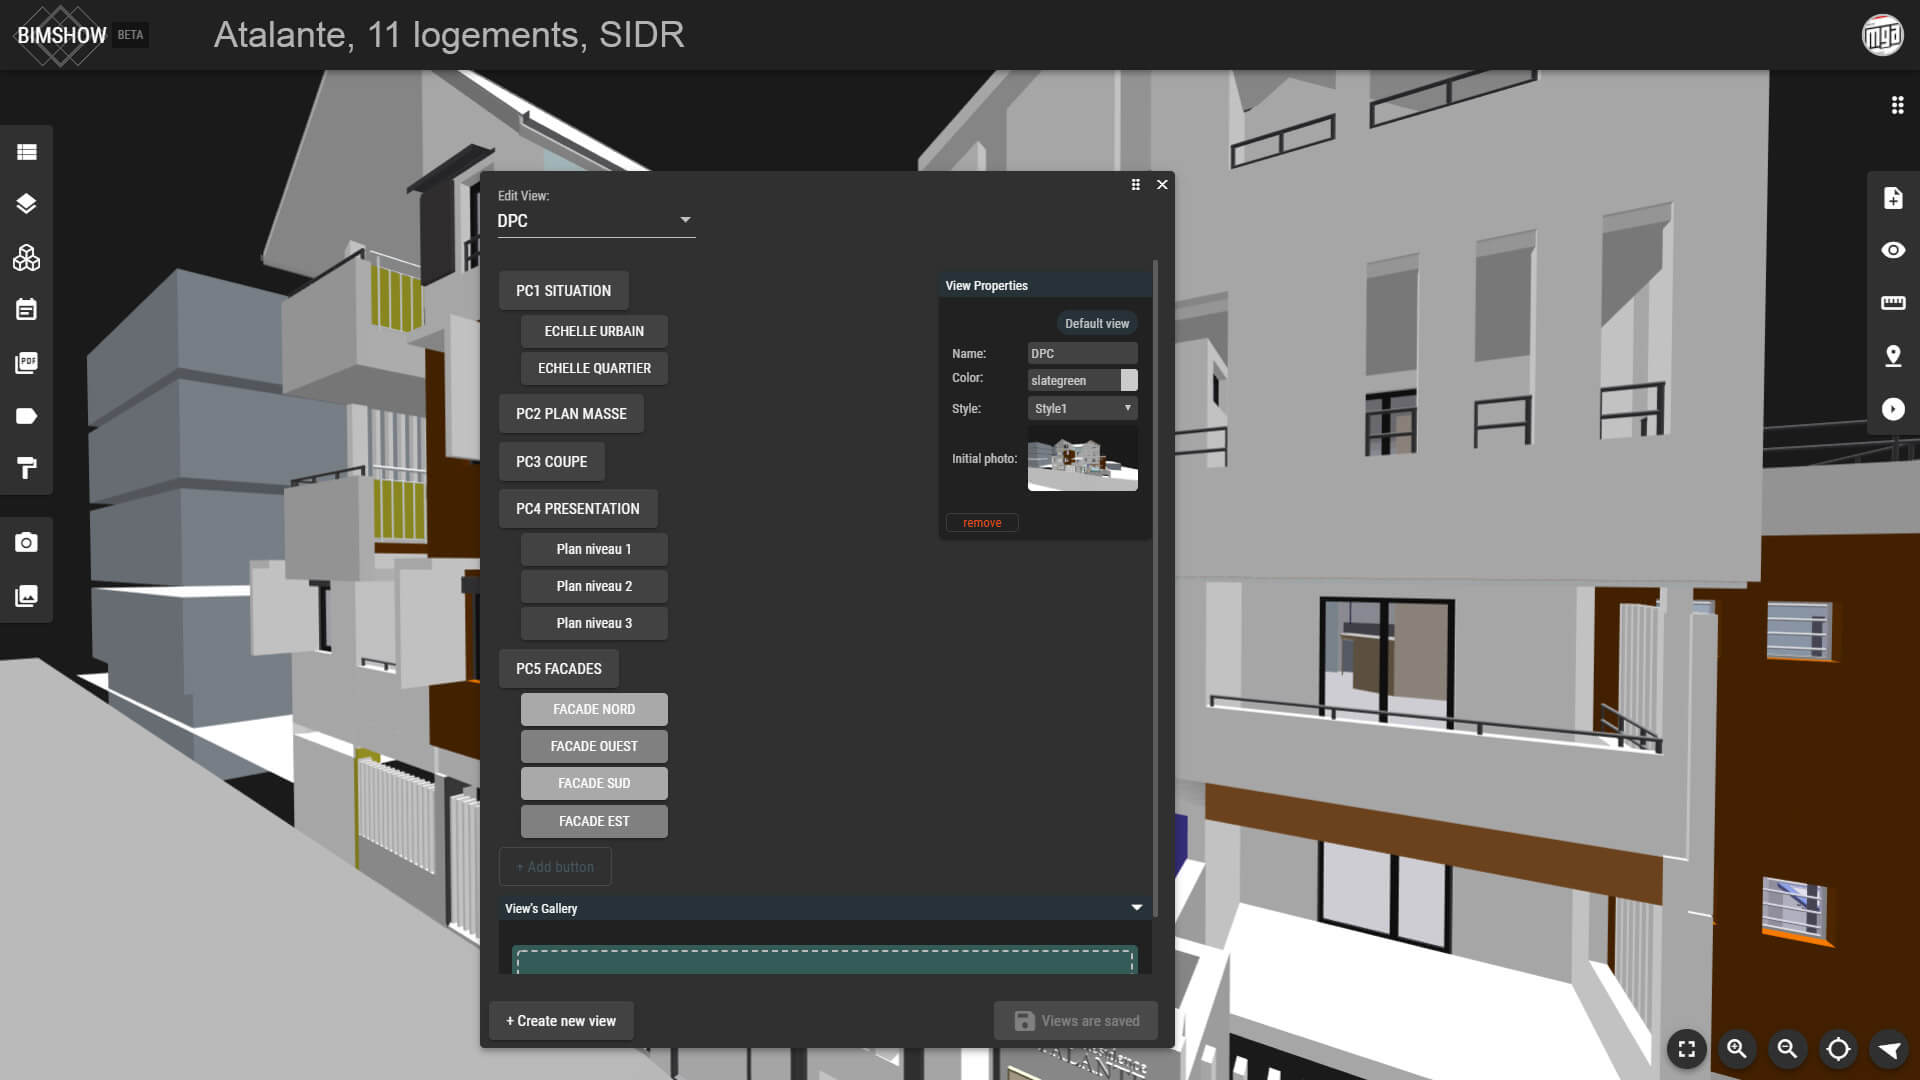 BIMSHOW BETA
Atalante, 11 logements, SIDR
mga
PDF
Edit View:
DPC
PC1 SITUATION
ECHELLE URBAIN
ECHELLE QUARTIER
PC2 PLAN MASSE
PC3 COUPE
PC4 PRESENTATION
Plan niveau 1
Plan niveau 2
Plan niveau 3
PC5 FACADES
FACADE NORD
FACADE OUEST
FACADE SUD
FACADE EST
+ Add button
View Properties
Default view
Name: DPC
Color: slategreen
Style: Style1
Initial photo:
remove
View's Gallery
+ Create new view
Views are saved